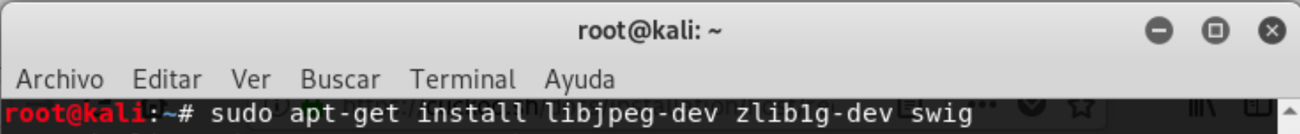 root@kali: ~
Archivo Editar Ver Buscar Terminal Ayuda
root@kali:~# sudo apt-get install libjpeg-dev zlib1g-dev swig